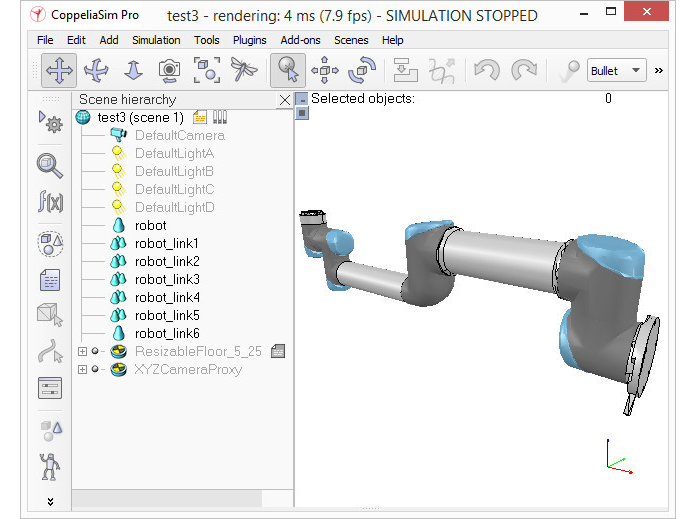 CoppeliaSim Pro test3 - rendering: 4 ms (7.9 fps) - SIMULATION STOPPED
File Edit Add Simulation Tools Plugins Add-ons Scenes Help
Bullet »
Scene hierarchy
Selected objects: 0
test3 (scene 1)
DefaultCamera
DefaultLightA
DefaultLightB
DefaultLightC
DefaultLightD
robot
robot_link1
robot_link2
robot_link3
robot_link4
robot_link5
robot_link6
ResizableFloor_5_25
XYZCameraProxy
f(x)